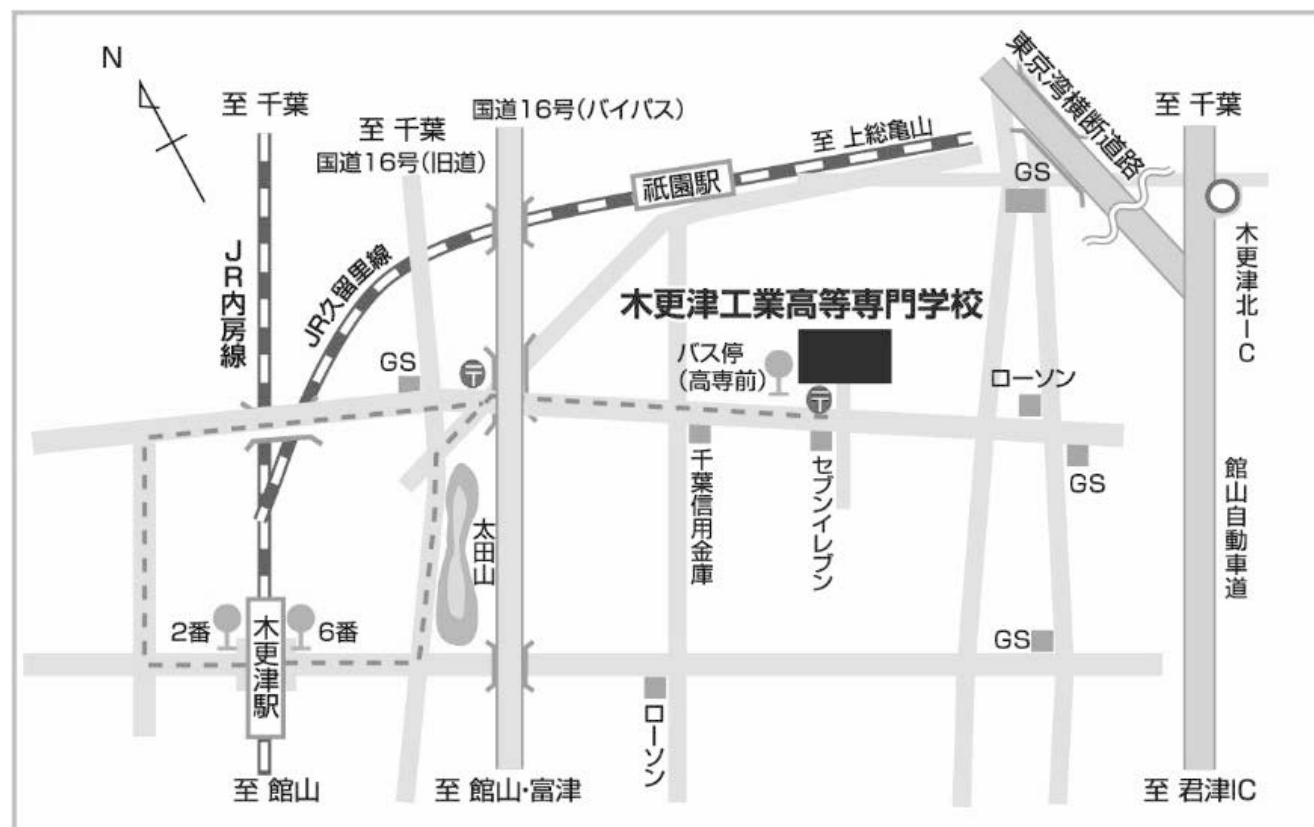 N
至 千葉
至 千葉
国道16号(旧道)
国道16号(バイパス)
至 上総亀山
東京湾横断道路
至 千葉
祇園駅
GS
木更津北IC
JR内房線
JR久留里線
木更津工業高等専門学校
GS
〒
バス停
(高専前)
〒
ローソン
GS
千葉信用金庫
セブンイレブン
館山自動車道
太田山
2番
木更津駅
6番
GS
ローソン
至 館山
至 館山・富津
至 君津IC